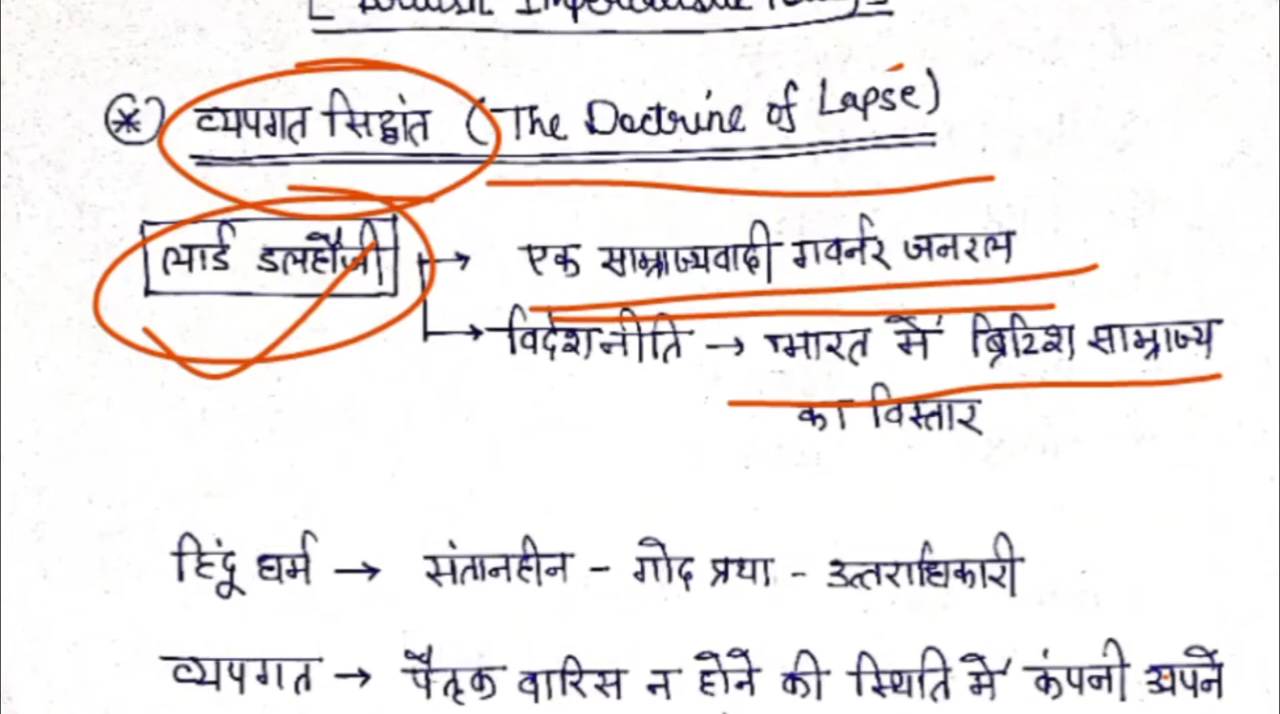 व्यपगत सिद्धांत (The Doctrine of Lapse)
लार्ड डलहौजी → एक साम्राज्यवादी गवर्नर जनरल
→ विदेशनीति → भारत में ब्रिटिश साम्राज्य
का विस्तार
हिंदू धर्म → संतानहीन - गोद प्रथा - उत्तराधिकारी
व्यपगत → पैतृक वारिस न होने की स्थिति में कंपनी अपने